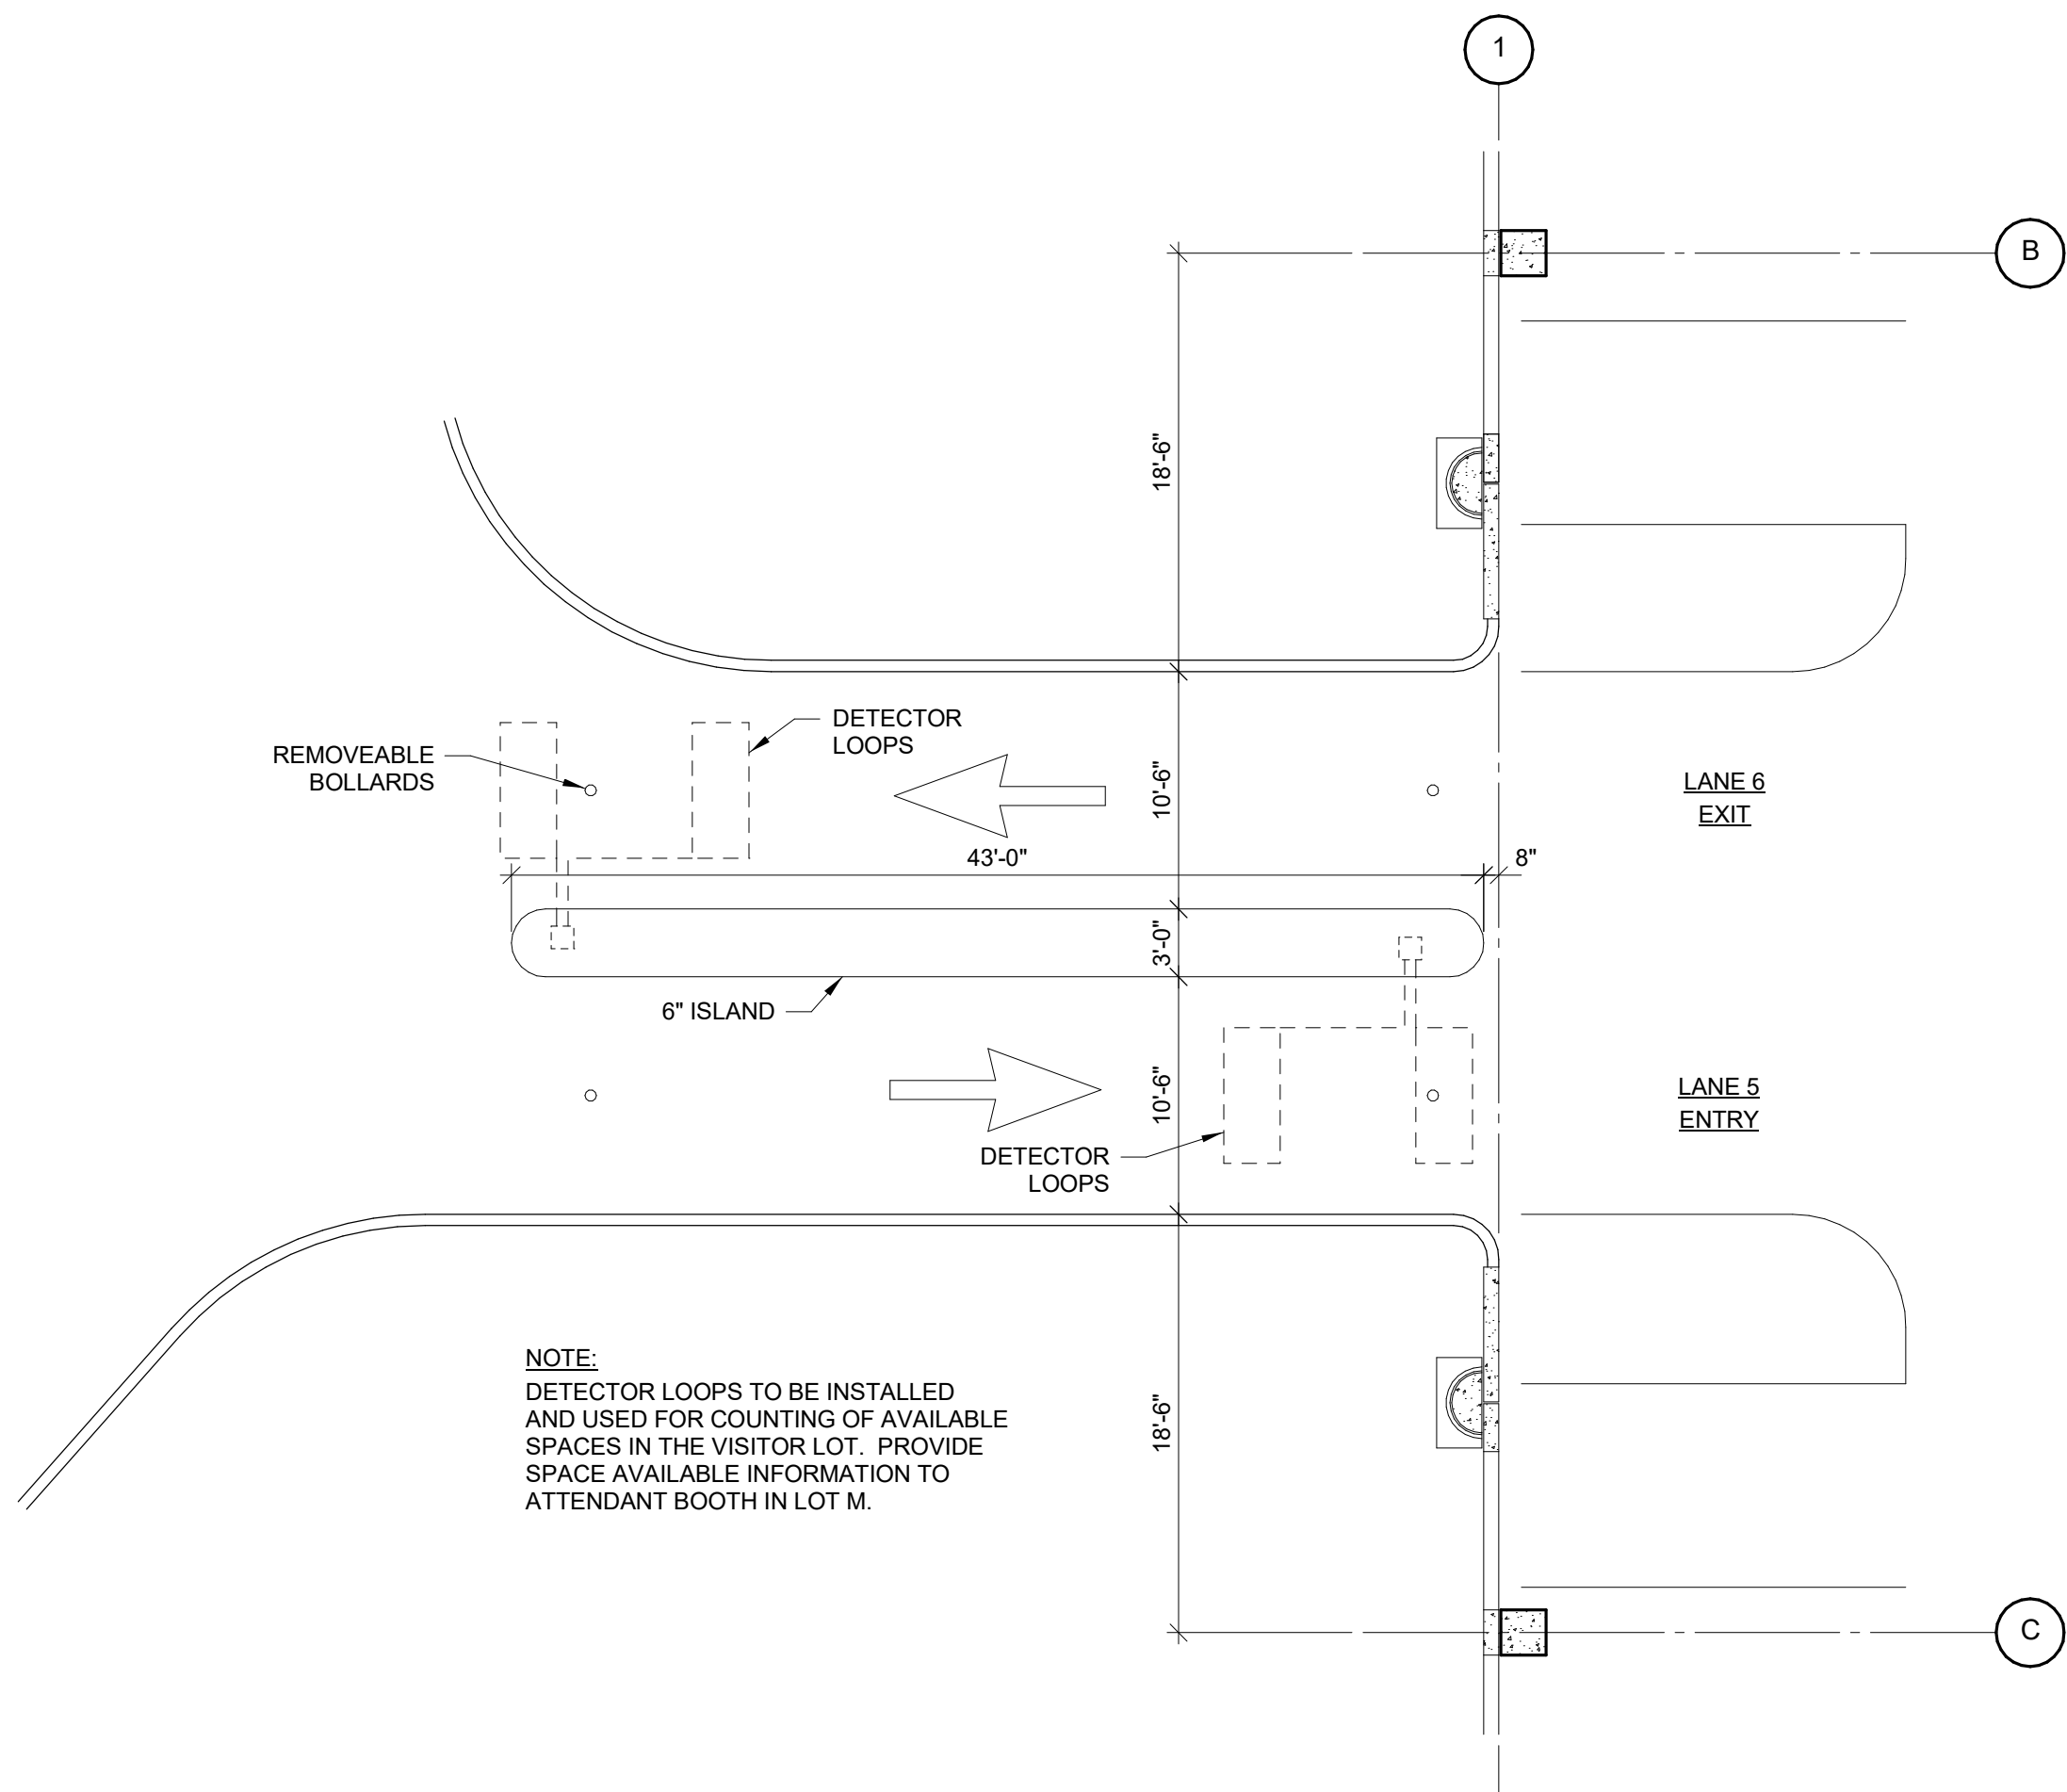 1
B
18'-6"
DETECTOR
LOOPS
REMOVEABLE
BOLLARDS
10'-6"
LANE 6
EXIT
43'-0"
8"
3'-0"
6" ISLAND
10'-6"
LANE 5
ENTRY
DETECTOR
LOOPS
NOTE:
DETECTOR LOOPS TO BE INSTALLED
AND USED FOR COUNTING OF AVAILABLE
SPACES IN THE VISITOR LOT.  PROVIDE
SPACE AVAILABLE INFORMATION TO
ATTENDANT BOOTH IN LOT M.
18'-6"
C